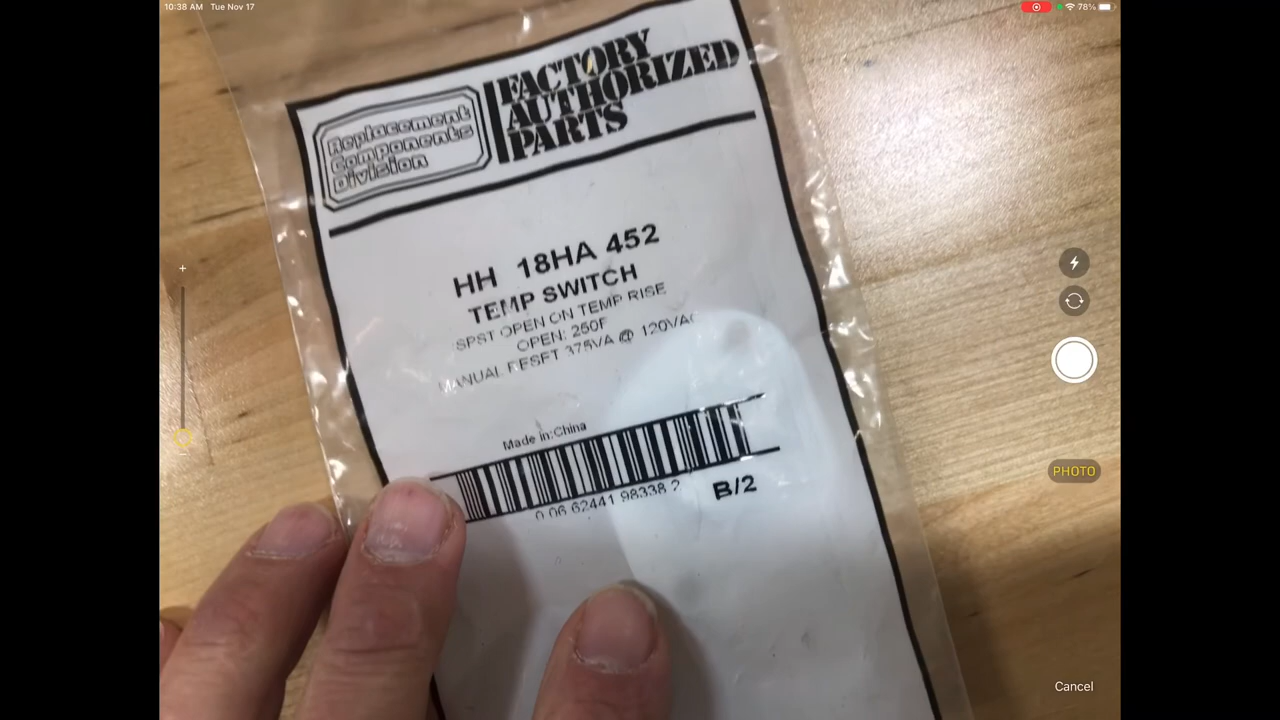 10:38 AM Tue Nov 17
78%
Replacement
Components
Division
FACTORY
AUTHORIZED
PARTS
HH 18HA 452
TEMP SWITCH
SPST OPEN ON TEMP RISE
OPEN: 250F
MANUAL RESET 375VA @ 120VAC
Made in:China
0 06 62441 98338 2
B/2
PHOTO
Cancel